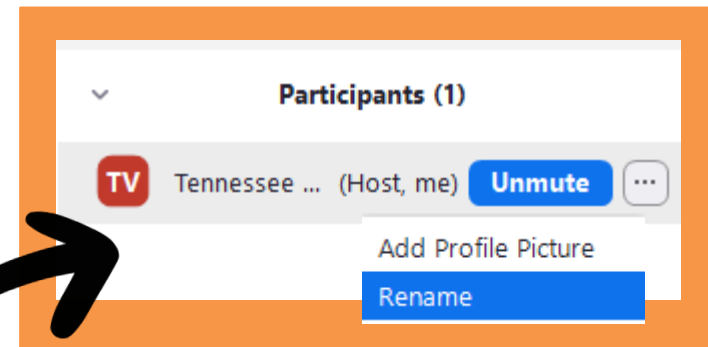 Participants (1)
TV Tennessee ... (Host, me) Unmute ...
Add Profile Picture
Rename